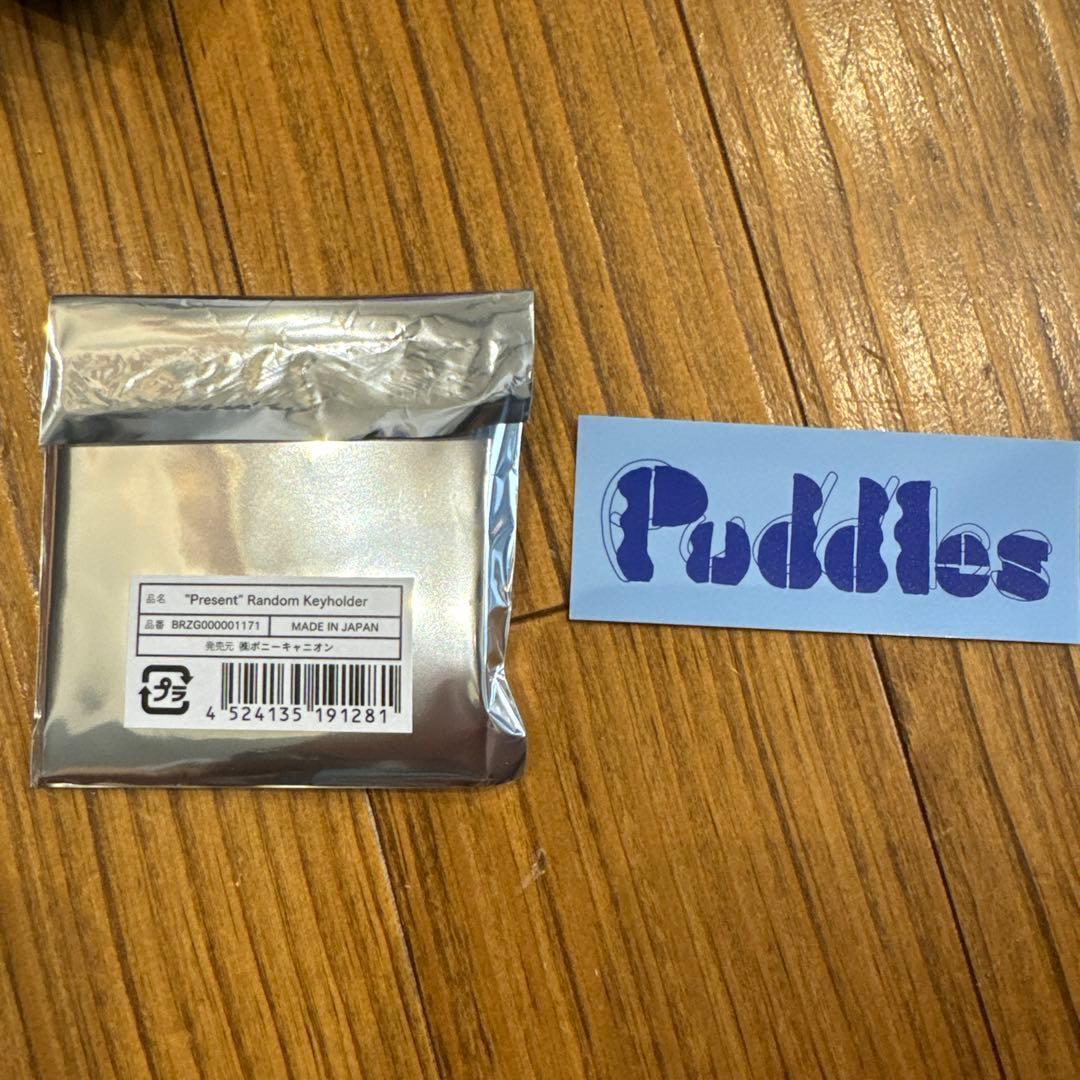 品名 "Present" Random Keyholder
品番 BRZG000001171 MADE IN JAPAN
発売元 ㈱ポニーキャニオン
プラ
4 524135 191281
Puddles